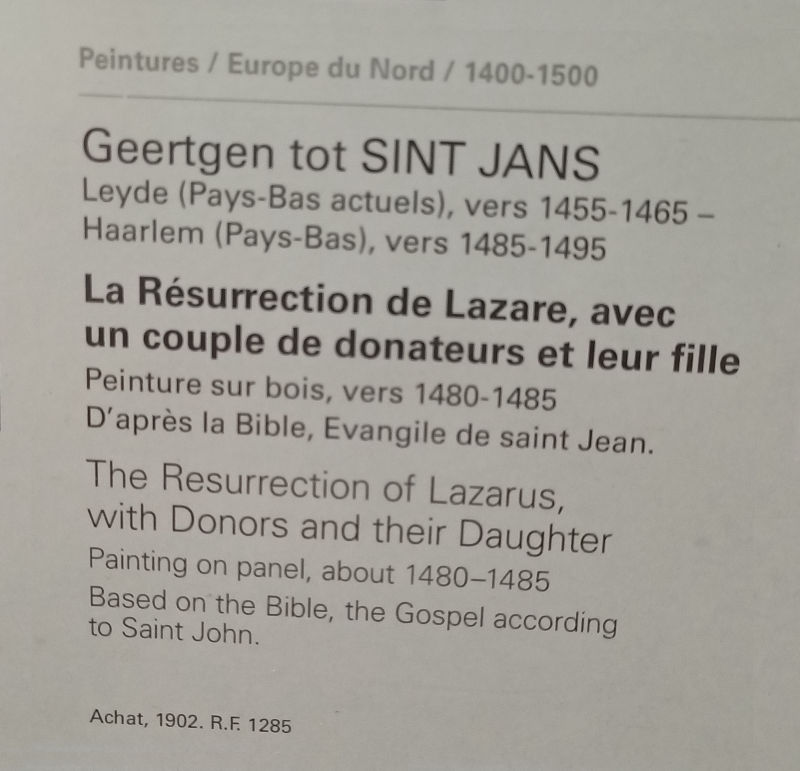 Peintures / Europe du Nord / 1400-1500
Geertgen tot SINT JANS
Leyde (Pays-Bas actuels), vers 1455-1465 –
Haarlem (Pays-Bas), vers 1485-1495
La Résurrection de Lazare, avec
un couple de donateurs et leur fille
Peinture sur bois, vers 1480-1485
D'après la Bible, Evangile de saint Jean.
The Resurrection of Lazarus,
with Donors and their Daughter
Painting on panel, about 1480–1485
Based on the Bible, the Gospel according
to Saint John.
Achat, 1902. R.F. 1285